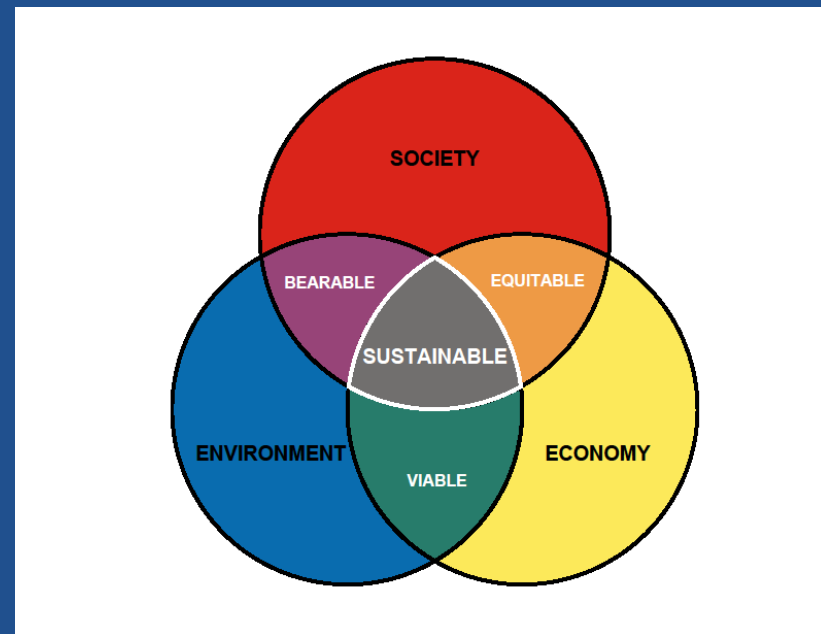 SOCIETY
BEARABLE
EQUITABLE
SUSTAINABLE
ENVIRONMENT
ECONOMY
VIABLE